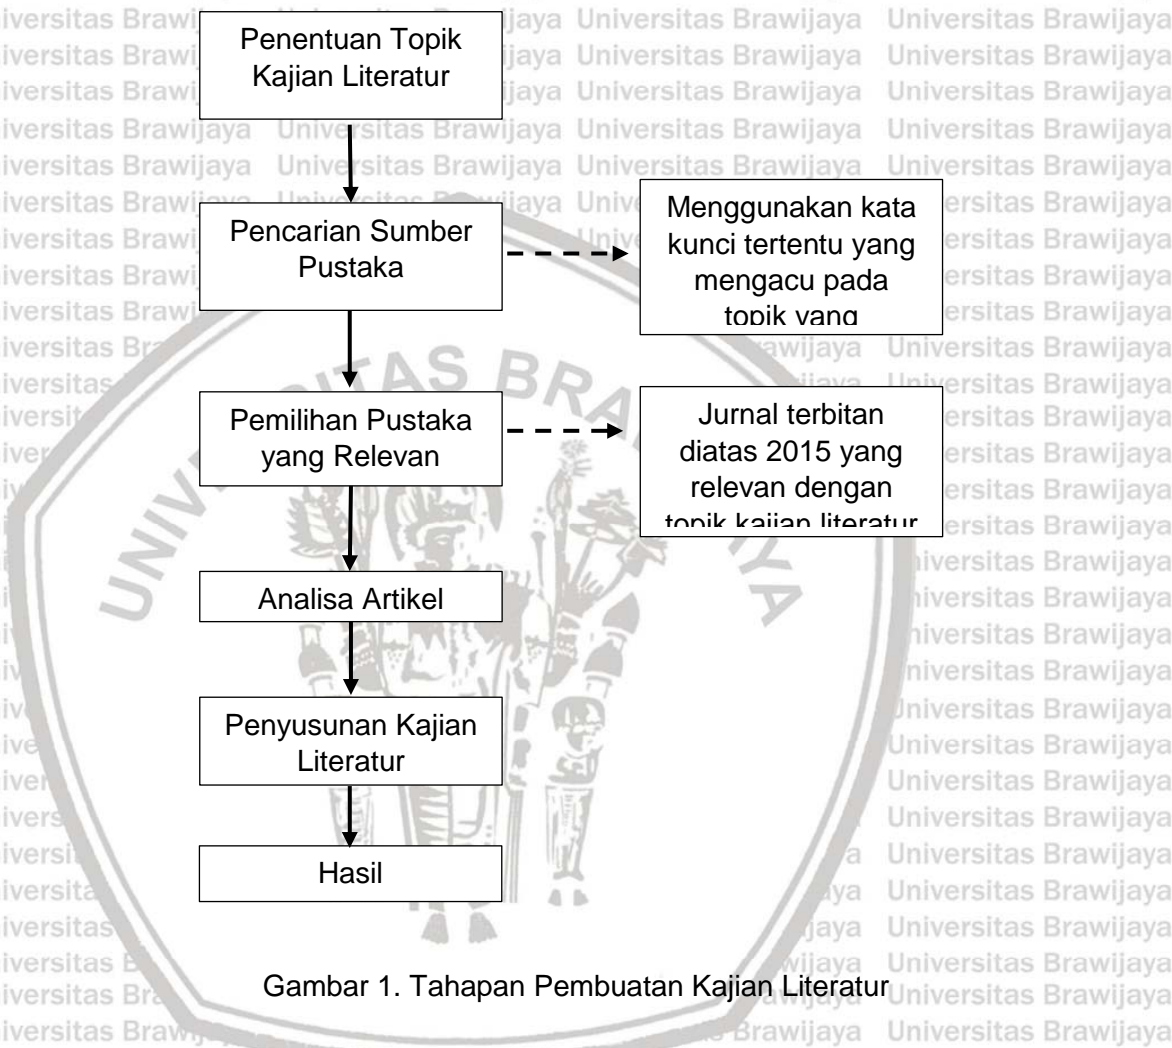 Penentuan Topik
Kajian Literatur
Pencarian Sumber
Pustaka
Menggunakan kata
kunci tertentu yang
mengacu pada
topik yang
Pemilihan Pustaka
yang Relevan
Jurnal terbitan
diatas 2015 yang
relevan dengan
topik kajian literatur
Analisa Artikel
Penyusunan Kajian
Literatur
Hasil
Gambar 1. Tahapan Pembuatan Kajian Literatur